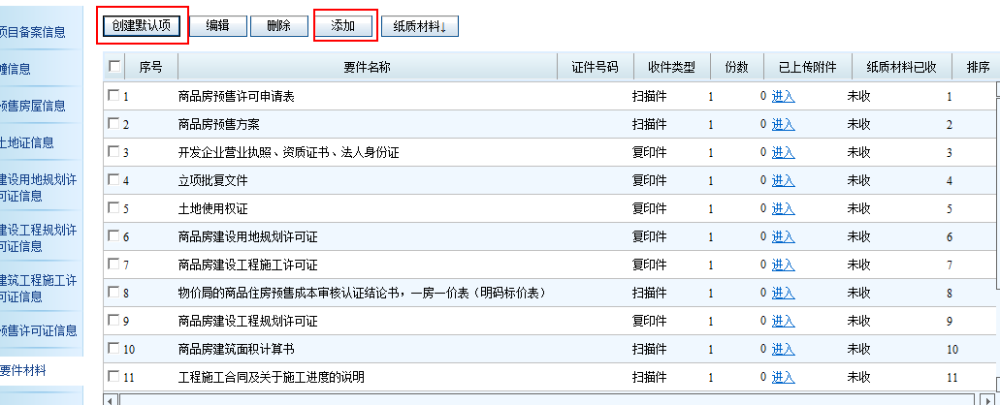 创建默认项 编辑 删除 添加 纸质材料↓
项目备案信息
幢信息
预售房屋信息
土地证信息
建设用地规划许
可证信息
建设工程规划许
可证信息
建筑工程施工许
可证信息
预售许可证信息
要件材料
序号 要件名称 证件号码 收件类型 份数 已上传附件 纸质材料已收 排序
1 商品房预售许可申请表 扫描件 1 0 进入 未收 1
2 商品房预售方案 扫描件 1 0 进入 未收 2
3 开发企业营业执照、资质证书、法人身份证 复印件 1 0 进入 未收 3
4 立项批复文件 复印件 1 0 进入 未收 4
5 土地使用权证 复印件 1 0 进入 未收 5
6 商品房建设用地规划许可证 复印件 1 0 进入 未收 6
7 商品房建设工程施工许可证 复印件 1 0 进入 未收 7
8 物价局的商品住房预售成本审核认证结论书，一房一价表（明码标价表） 扫描件 1 0 进入 未收 8
9 商品房建设工程规划许可证 复印件 1 0 进入 未收 9
10 商品房建筑面积计算书 扫描件 1 0 进入 未收 10
11 工程施工合同及关于施工进度的说明 扫描件 1 0 进入 未收 11